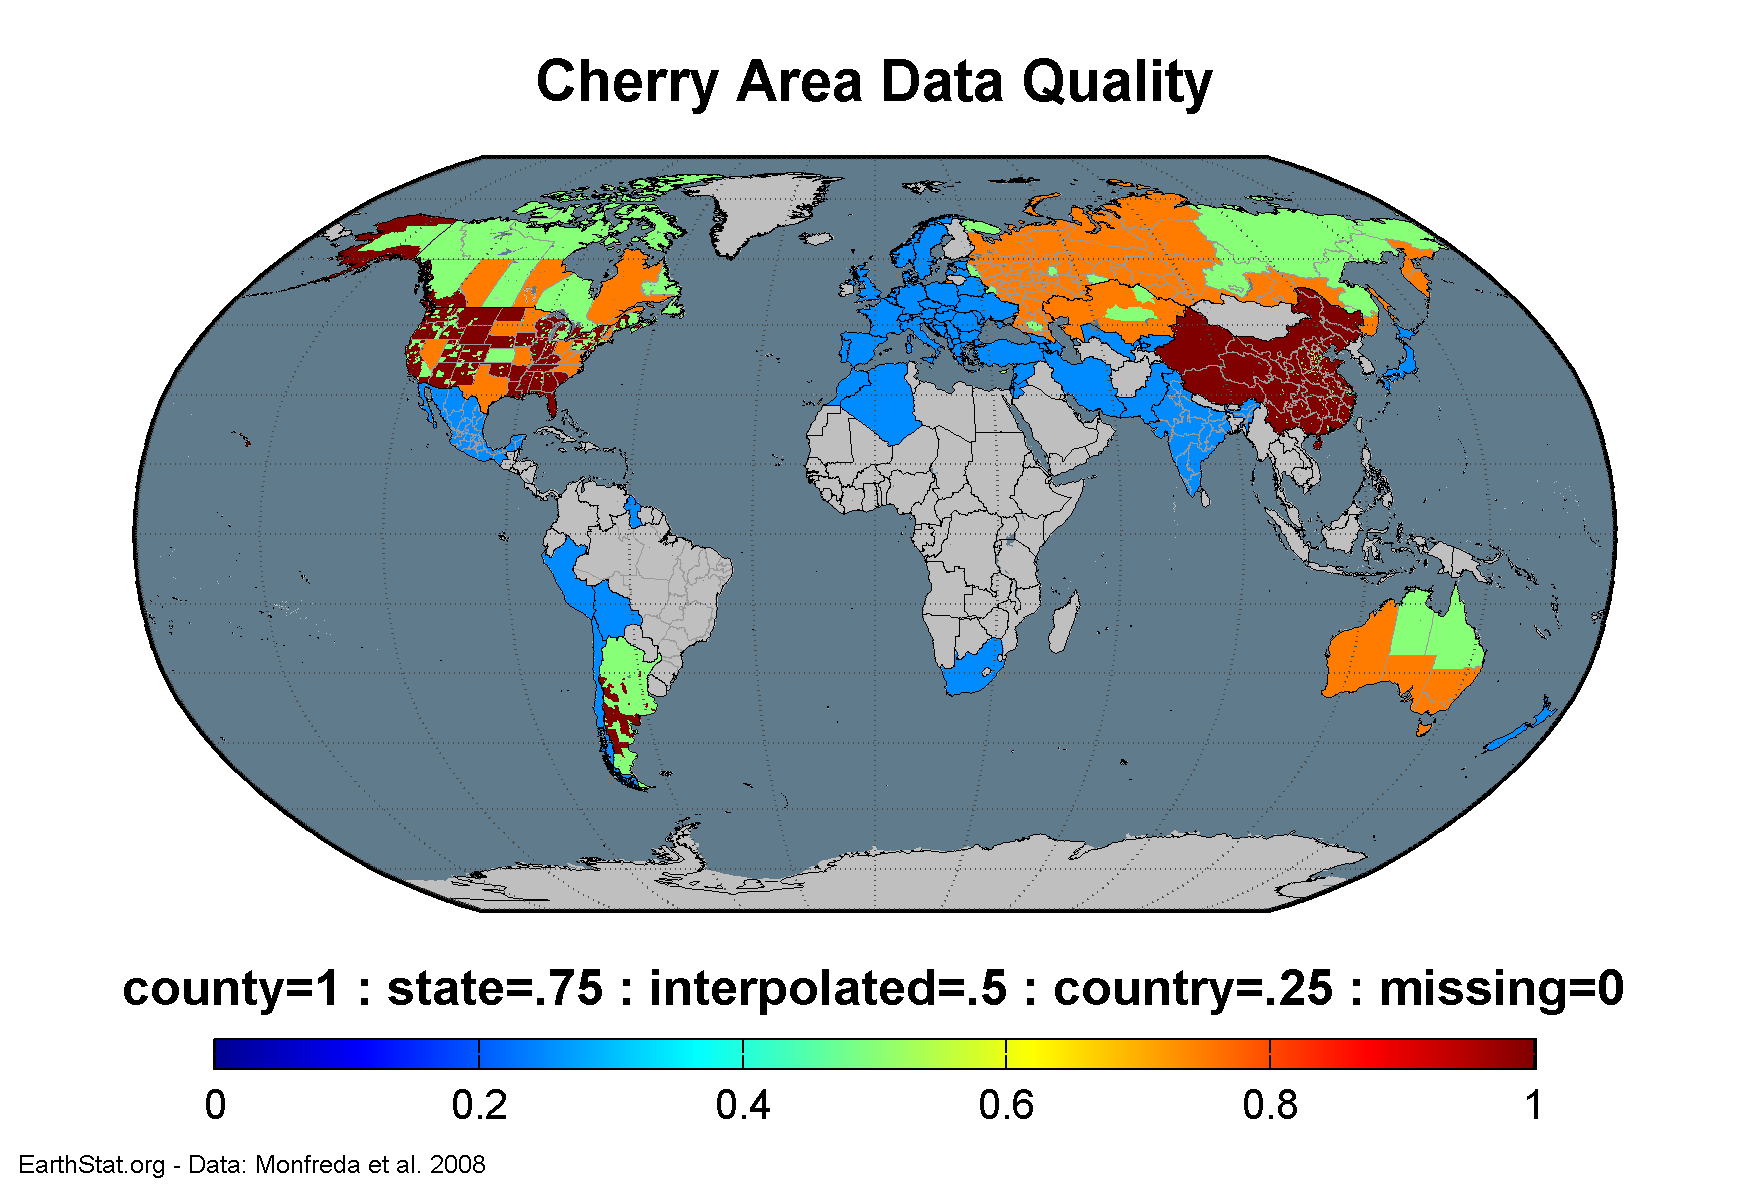 Cherry Area Data Quality
county=1 : state=.75 : interpolated=.5 : country=.25 : missing=0
0 0.2 0.4 0.6 0.8 1
EarthStat.org - Data: Monfreda et al. 2008